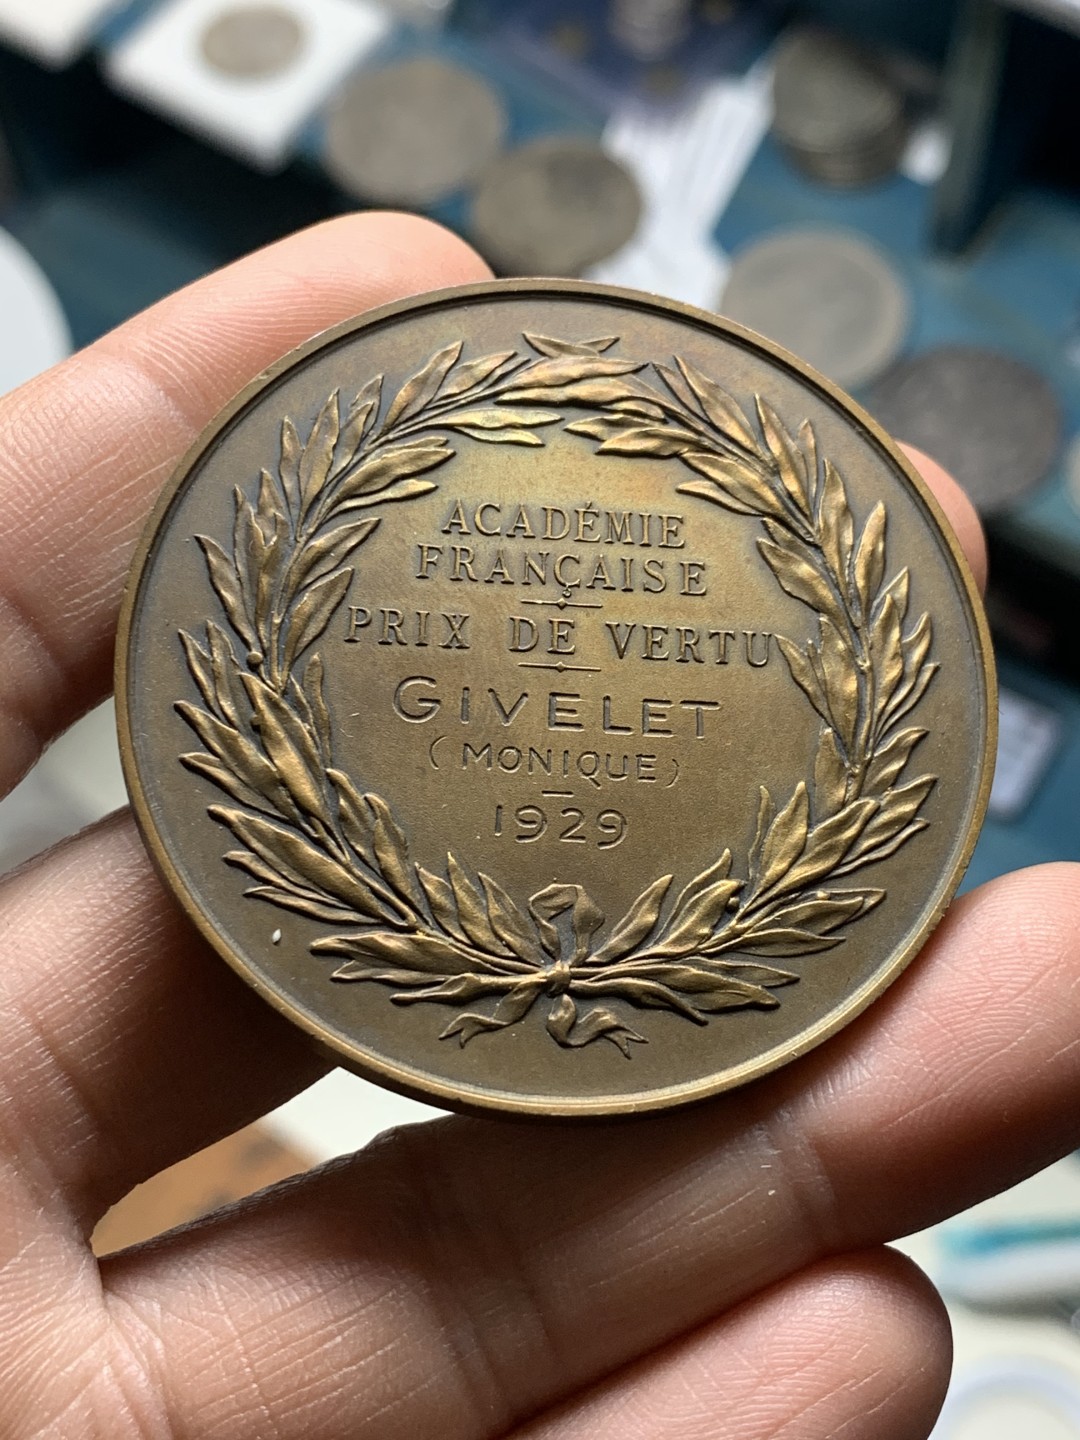 ACADÉMIE
FRANÇAISE
PRIX DE VERTU
GIVELET
(MONIQUE)
1929